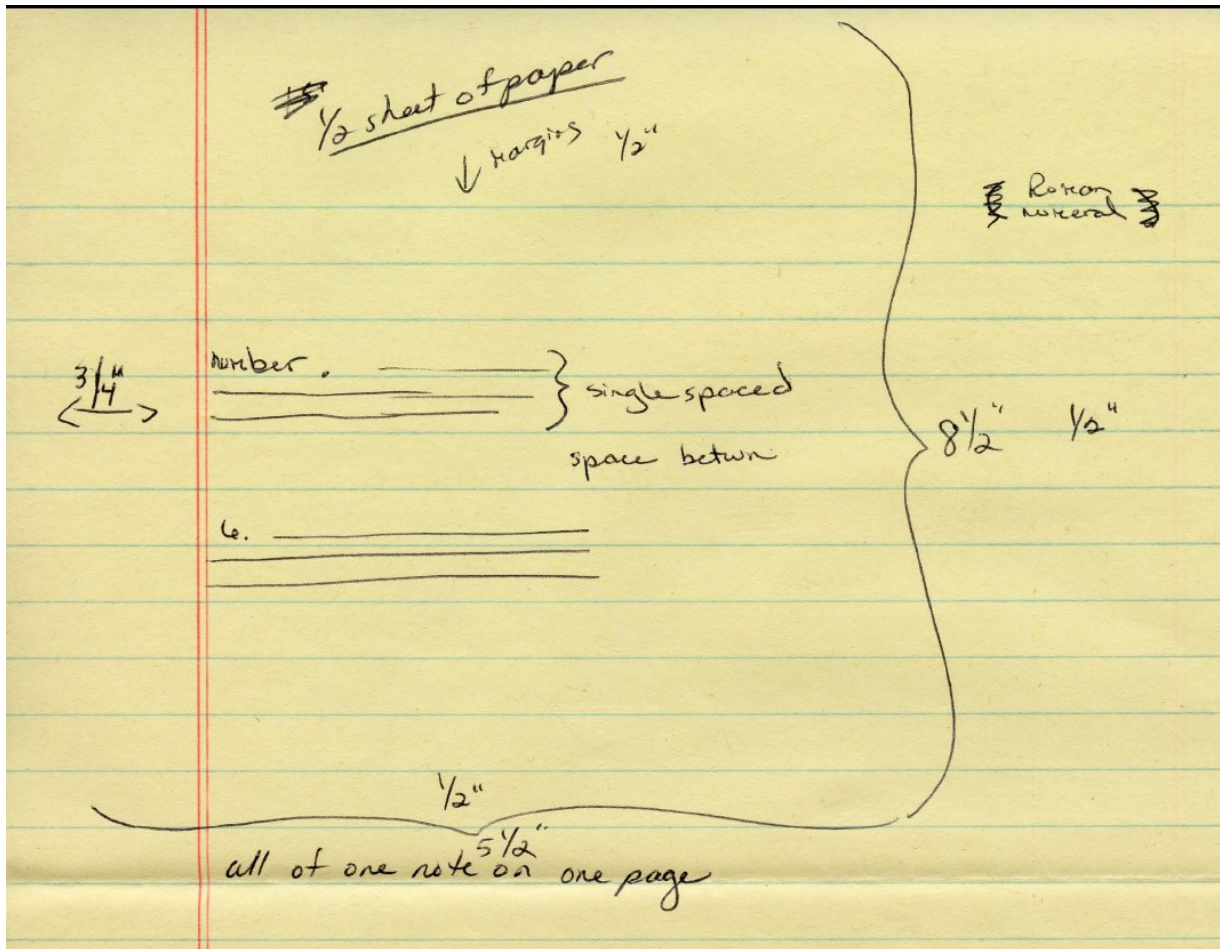 1/2 sheet of paper
↓ Margins 1/2"
Roman
numeral
3/4"
number.
single spaced
space betwn
8 1/2" 1/2"
6.
1/2"
5 1/2"
all of one note on one page